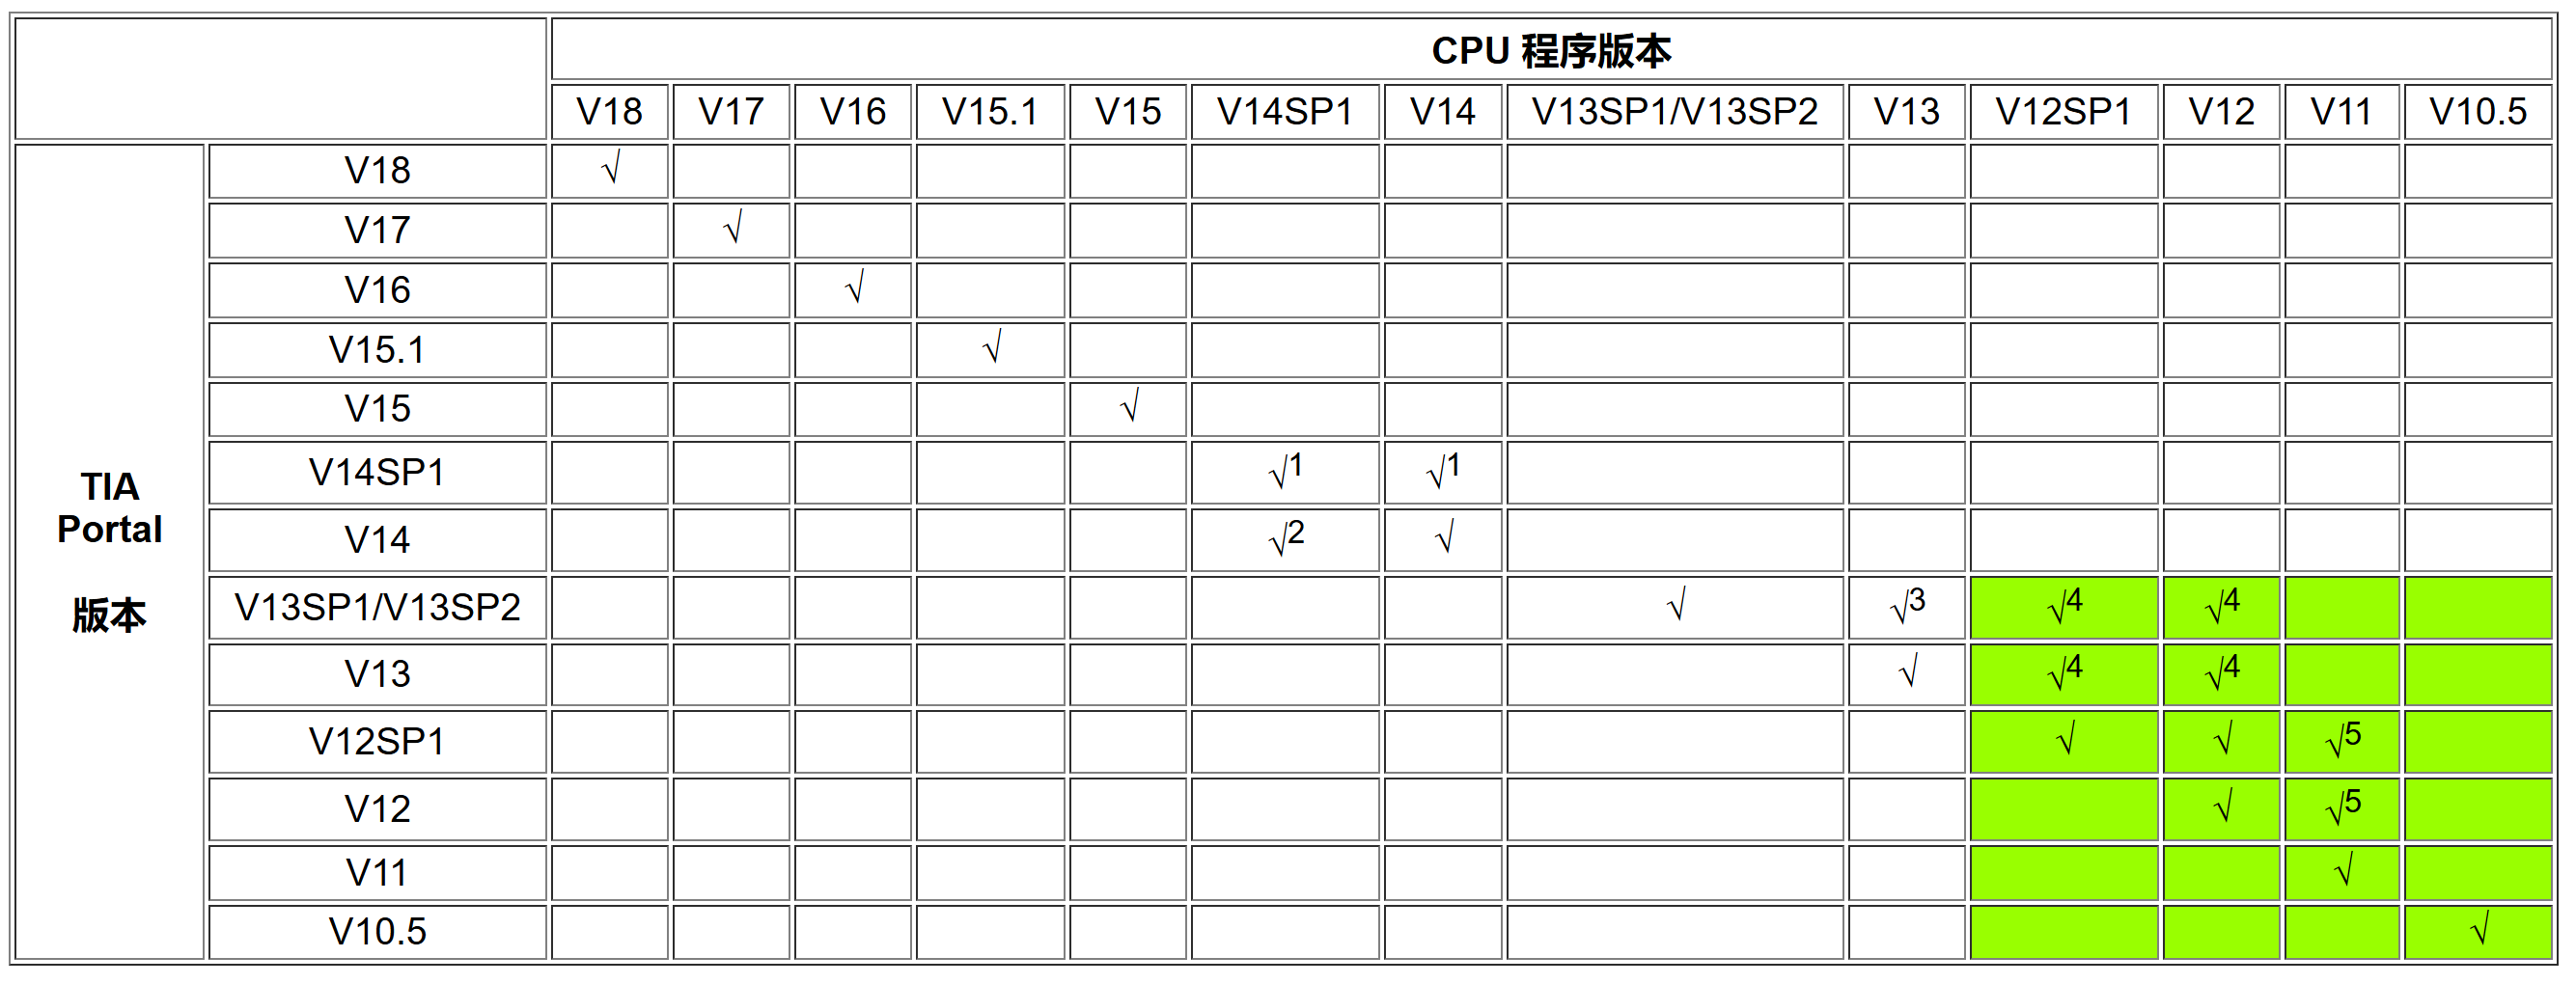 CPU 程序版本
V18 V17 V16 V15.1 V15 V14SP1 V14 V13SP1/V13SP2 V13 V12SP1 V12 V11 V10.5
TIA
Portal
版本
V18 √
V17 √
V16 √
V15.1 √
V15 √
V14SP1 √1 √1
V14 √2 √
V13SP1/V13SP2 √ √3 √4 √4
V13 √ √4 √4
V12SP1 √ √ √5
V12 √ √5
V11 √
V10.5 √